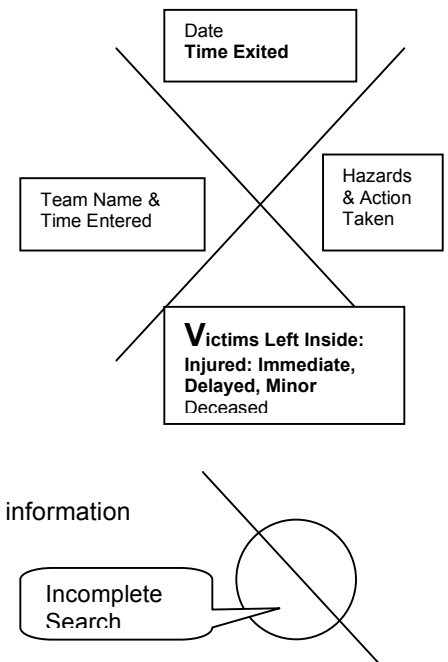 Date
Time Exited
Team Name &
Time Entered
Hazards
& Action
Taken
Victims Left Inside:
Injured: Immediate,
Delayed, Minor
Deceased
information
Incomplete
Search